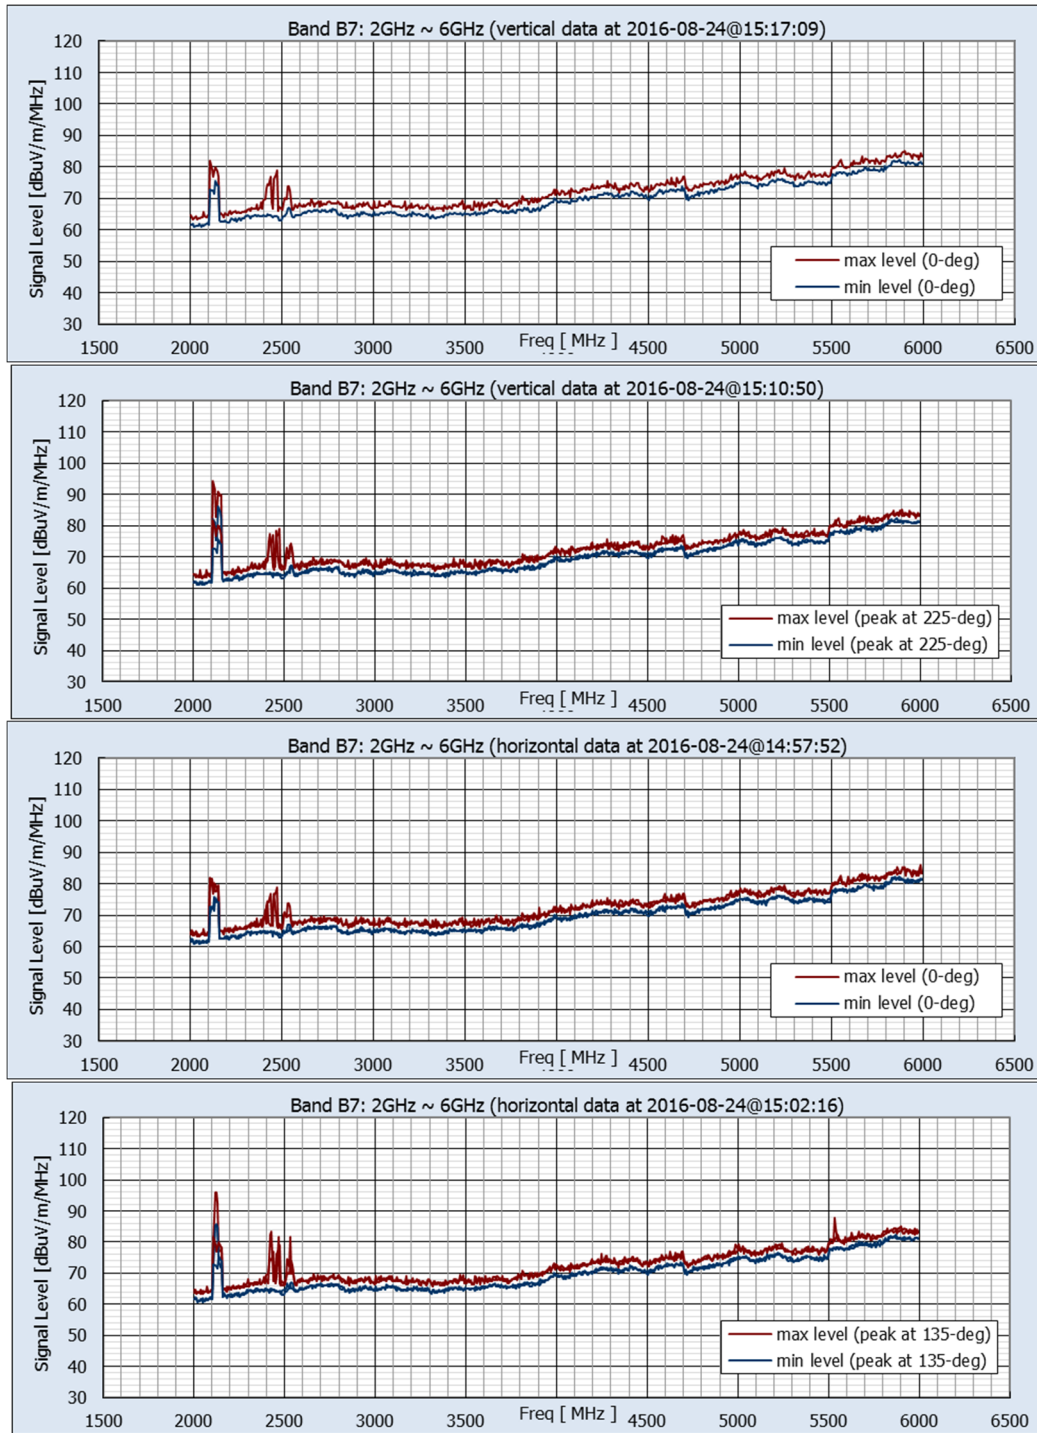 Band B7: 2GHz ~ 6GHz (vertical data at 2016-08-24@15:17:09)
Signal Level [dBuV/m/MHz]
120
110
100
90
80
70
60
50
40
30
max level (0-deg)
min level (0-deg)
1500 2000 2500 3000 3500 4500 5000 5500 6000 6500
Freq [ MHz ]
Band B7: 2GHz ~ 6GHz (vertical data at 2016-08-24@15:10:50)
Signal Level [dBuV/m/MHz]
120
110
100
90
80
70
60
50
40
30
max level (peak at 225-deg)
min level (peak at 225-deg)
1500 2000 2500 3000 3500 4500 5000 5500 6000 6500
Freq [ MHz ]
Band B7: 2GHz ~ 6GHz (horizontal data at 2016-08-24@14:57:52)
Signal Level [dBuV/m/MHz]
120
110
100
90
80
70
60
50
40
30
max level (0-deg)
min level (0-deg)
1500 2000 2500 3000 3500 4500 5000 5500 6000 6500
Freq [ MHz ]
Band B7: 2GHz ~ 6GHz (horizontal data at 2016-08-24@15:02:16)
Signal Level [dBuV/m/MHz]
120
110
100
90
80
70
60
50
40
30
max level (peak at 135-deg)
min level (peak at 135-deg)
1500 2000 2500 3000 3500 4500 5000 5500 6000 6500
Freq [ MHz ]